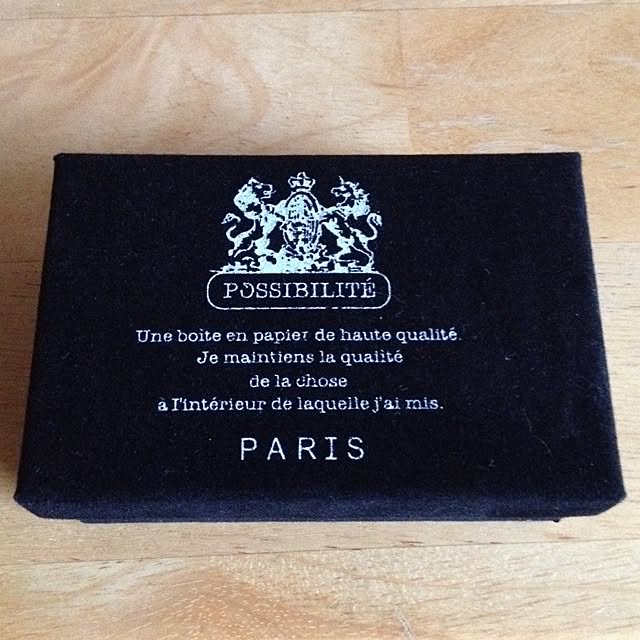 POSSIBILITÉ
Une boîte en papier de haute qualité.
Je maintiens la qualité
de la chose
à l'intérieur de laquelle j'ai mis.
PARIS